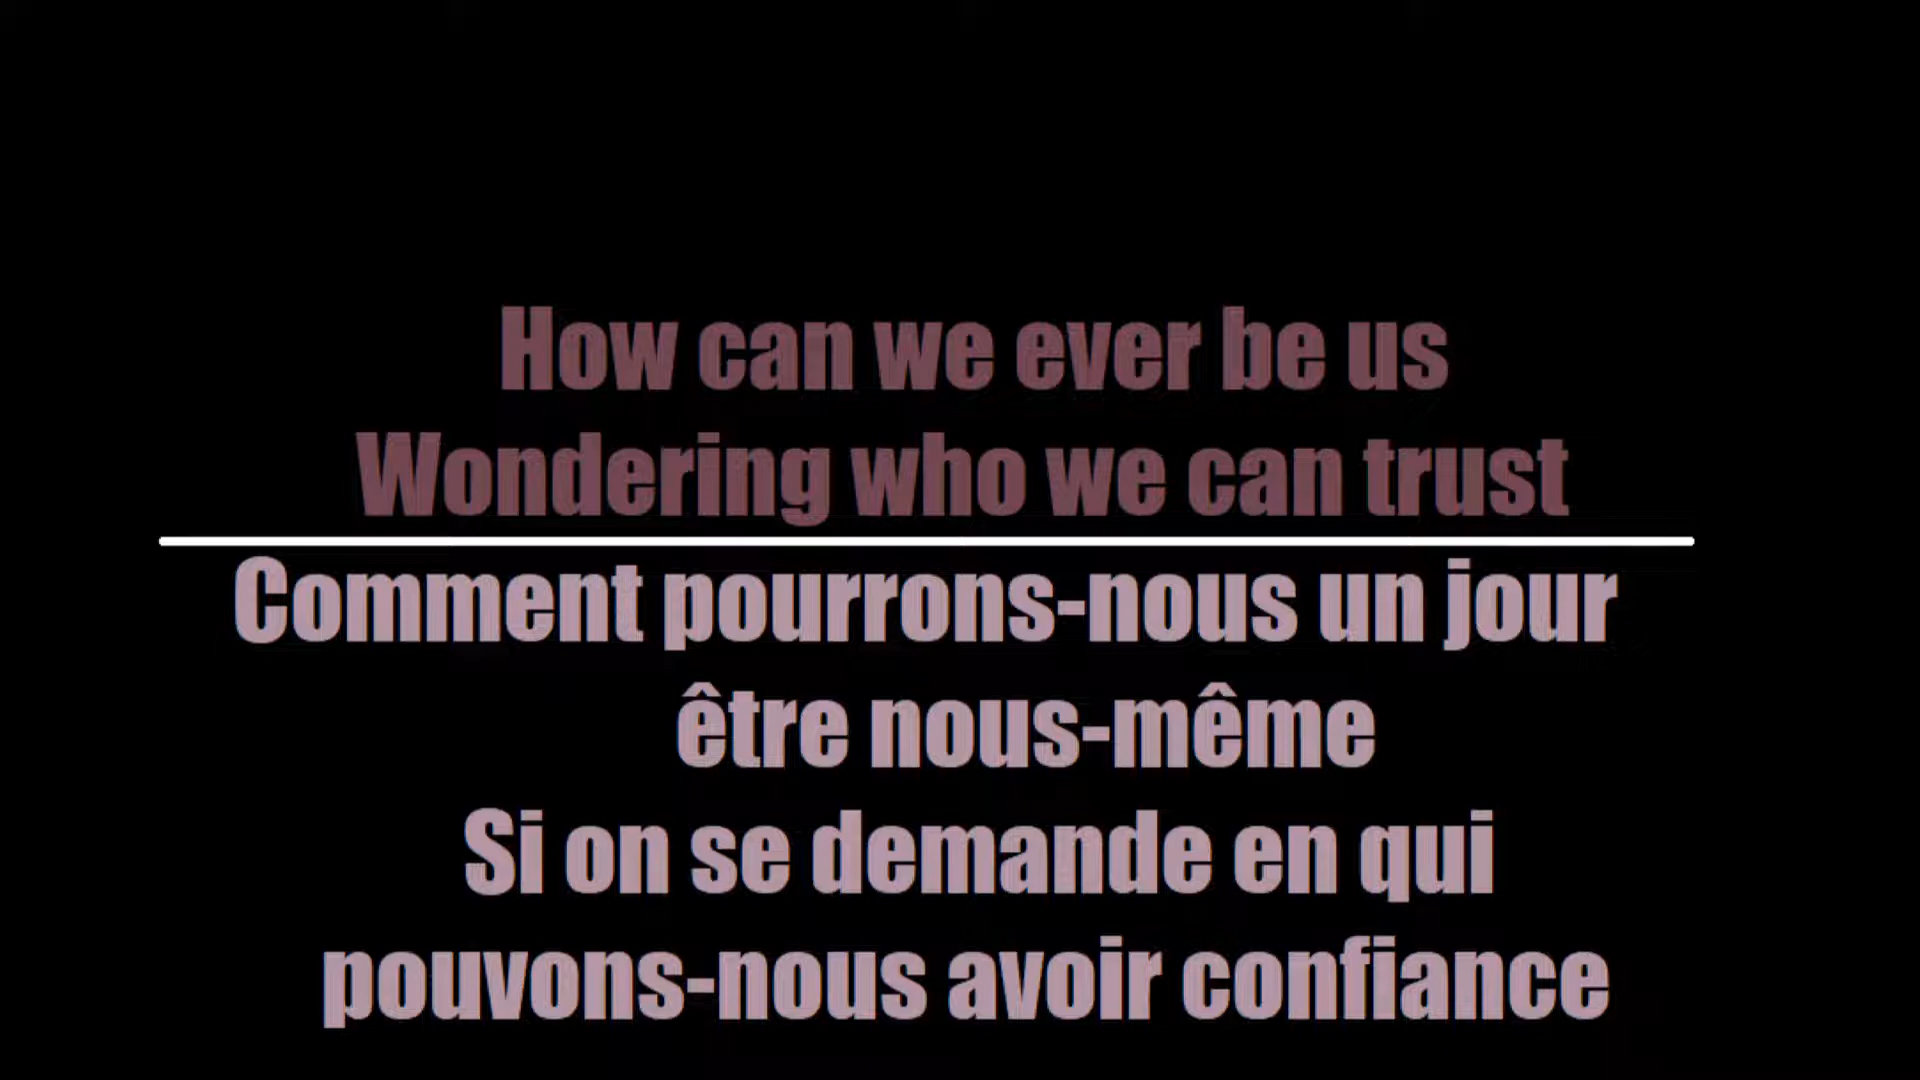 How can we ever be us
Wondering who we can trust
Comment pourrons-nous un jour
être nous-même
Si on se demande en qui
pouvons-nous avoir confiance